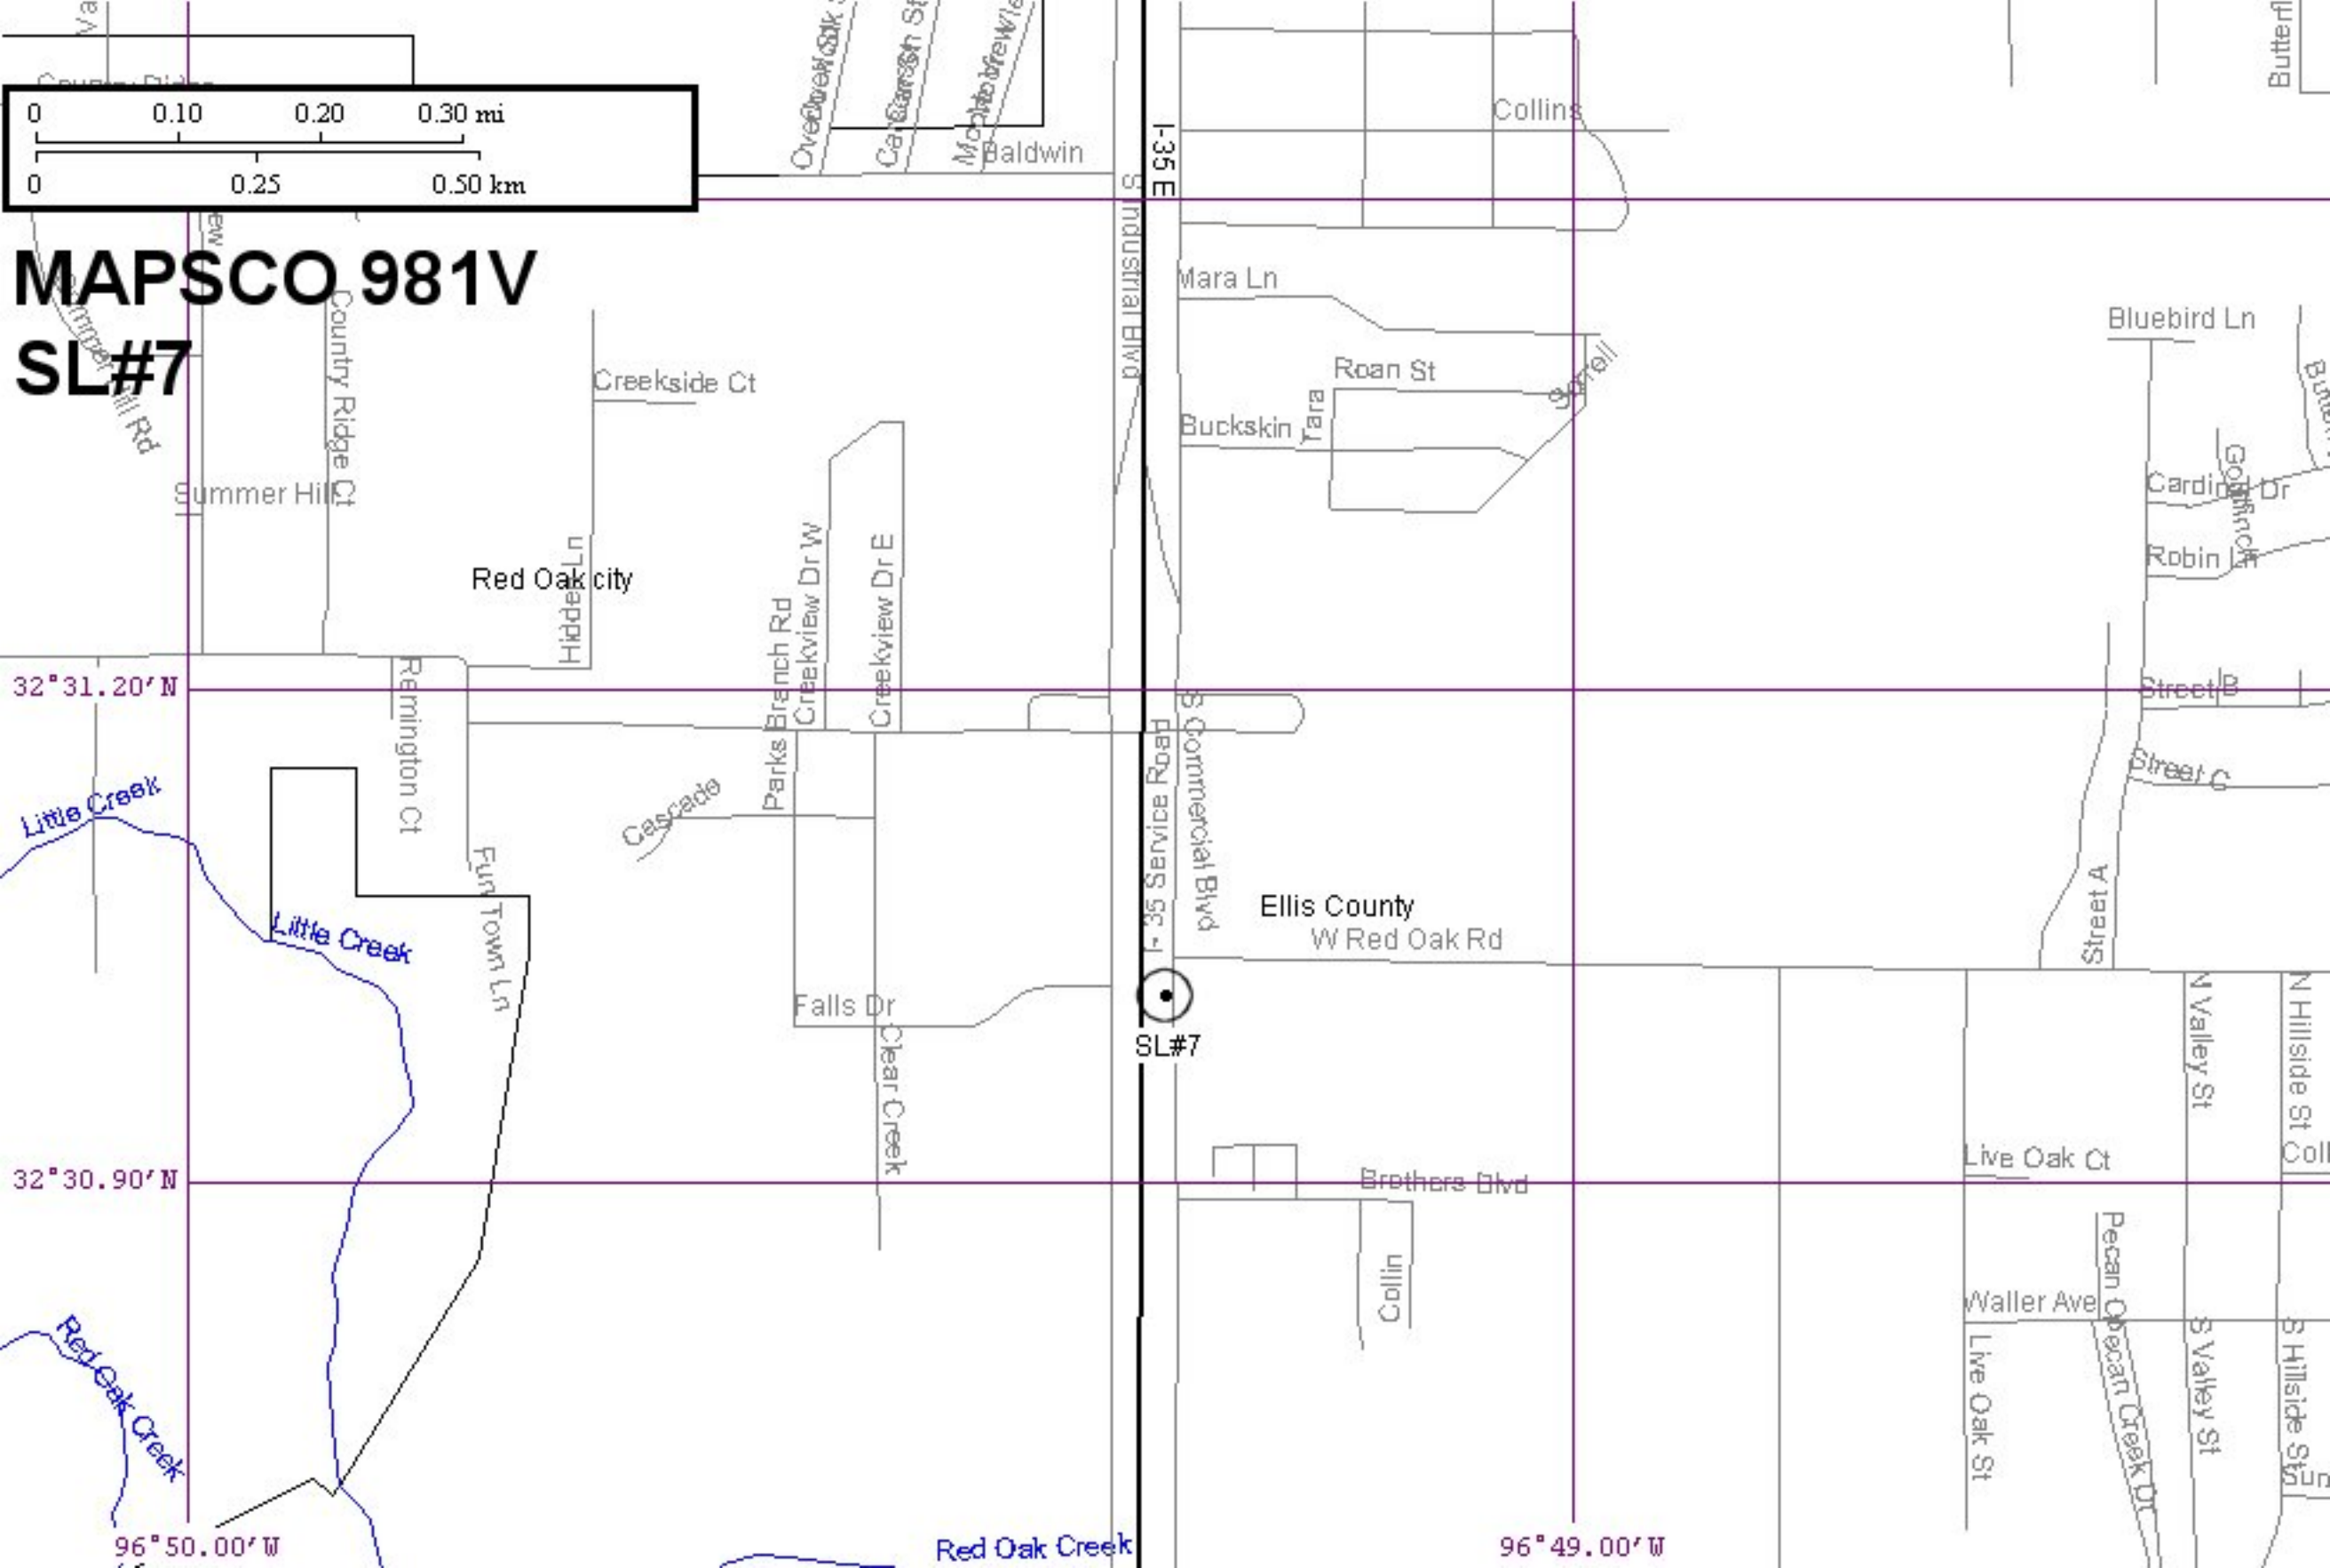 Collins
0 0.10 0.20 0.30 mi
0 0.25 0.50 km
Baldwin
I-35 E
S Industrial Blvd
MAPSCO 981V
SL#7
Mara Ln
Bluebird Ln
Roan St
Sorrell
Creekside Ct
Tara
Buckskin
Country Ridge Ct
Summer Hill
Cardinal Dr
Goldfinch
Robin Ln
Red Oak city
Hidden Ln
Creekview Dr W
Creekview Dr E
Parks Branch Rd
32°31.20'N
Remington Ct
Street B
S Commercial Blvd
I- 35 Service Road
Street C
Little Creek
Cascade
Fun Town Ln
Little Creek
Ellis County
W Red Oak Rd
Street A
Falls Dr
SL#7
Clear Creek
N Valley St
N Hillside St
Live Oak Ct
Coll
32°30.90'N
Brothers Blvd
Collin
Waller Ave
Pecan Creek Dr
Live Oak St
S Valley St
S Hillside St
Sun
Red Oak Creek
Red Oak Creek
96°50.00'W
96°49.00'W